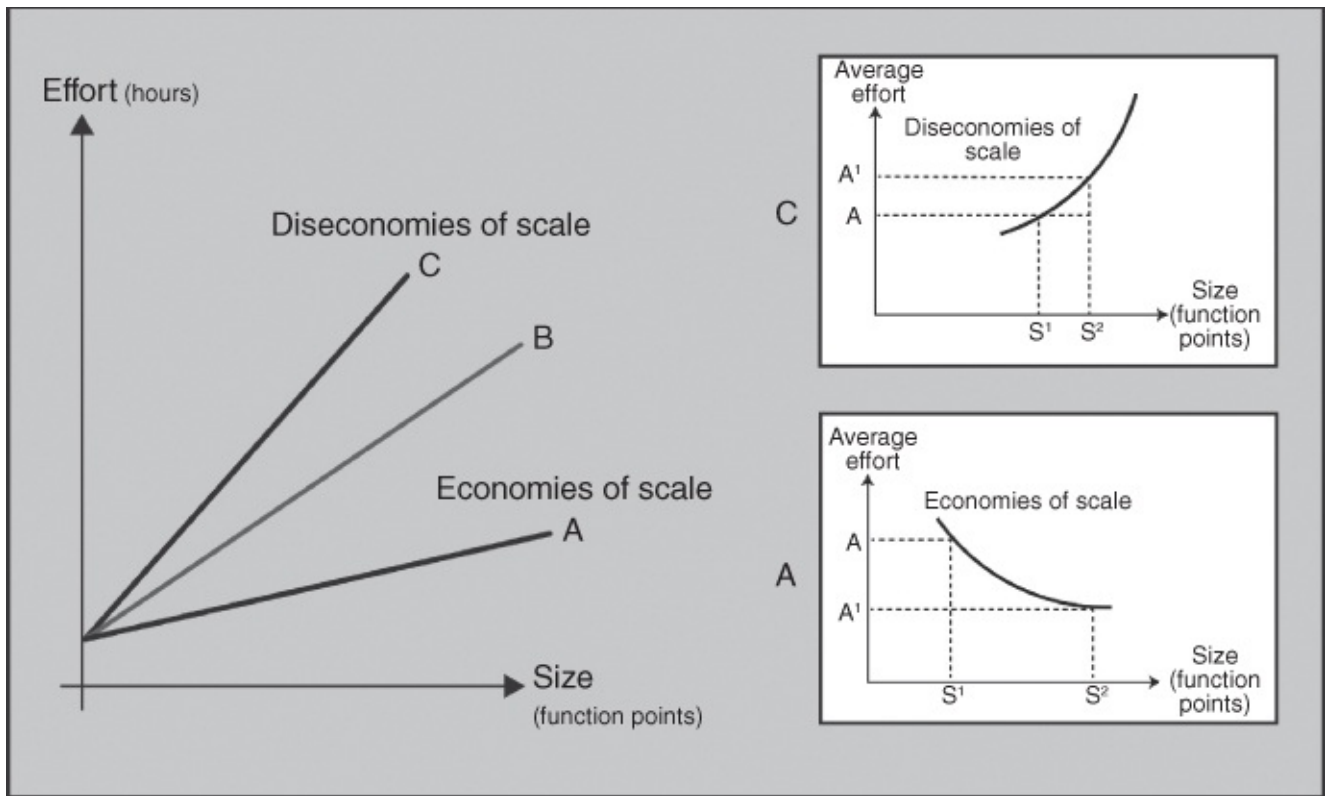 Effort (hours)
Diseconomies of scale
C
B
Economies of scale
A
Size
(function points)
C
Average
effort
Diseconomies of
scale
A¹
A
S¹ S²
Size
(function
points)
A
Average
effort
Economies of scale
A
A¹
S¹ S²
Size
(function
points)